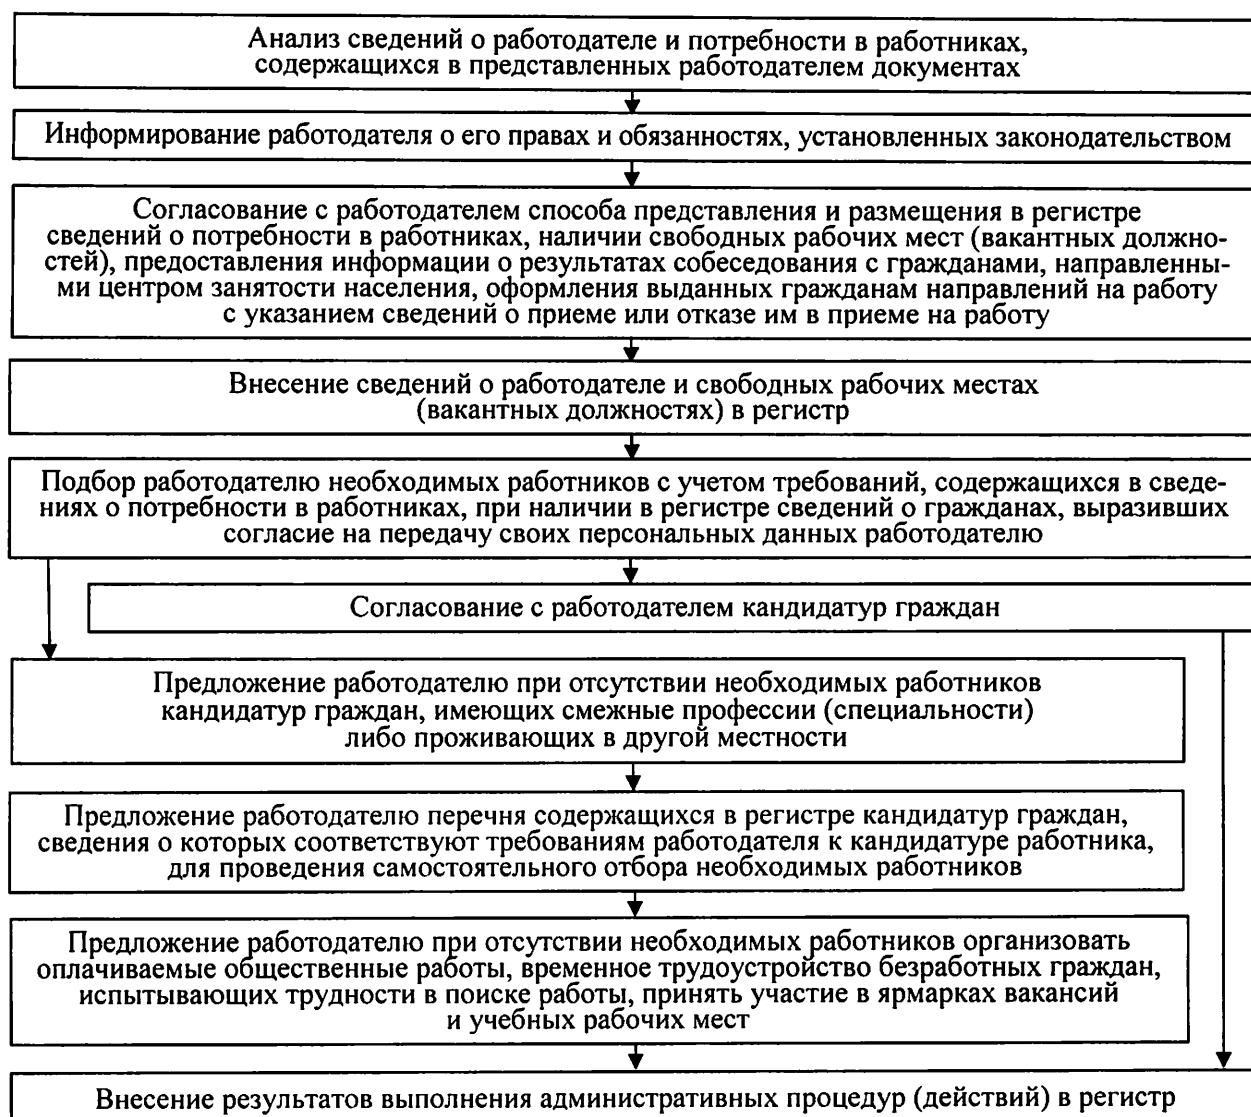 Анализ сведений о работодателе и потребности в работниках,
содержащихся в представленных работодателем документах
Информирование работодателя о его правах и обязанностях, установленных законодательством
Согласование с работодателем способа представления и размещения в регистре
сведений о потребности в работниках, наличии свободных рабочих мест (вакантных должно-
стей), предоставления информации о результатах собеседования с гражданами, направленны-
ми центром занятости населения, оформления выданных гражданам направлений на работу
с указанием сведений о приеме или отказе им в приеме на работу
Внесение сведений о работодателе и свободных рабочих местах
(вакантных должностях) в регистр
Подбор работодателю необходимых работников с учетом требований, содержащихся в сведе-
ниях о потребности в работниках, при наличии в регистре сведений о гражданах, выразивших
согласие на передачу своих персональных данных работодателю
Согласование с работодателем кандидатур граждан
Предложение работодателю при отсутствии необходимых работников
кандидатур граждан, имеющих смежные профессии (специальности)
либо проживающих в другой местности
Предложение работодателю перечня содержащихся в регистре кандидатур граждан,
сведения о которых соответствуют требованиям работодателя к кандидатуре работника,
для проведения самостоятельного отбора необходимых работников
Предложение работодателю при отсутствии необходимых работников организовать
оплачиваемые общественные работы, временное трудоустройство безработных граждан,
испытывающих трудности в поиске работы, принять участие в ярмарках вакансий
и учебных рабочих мест
Внесение результатов выполнения административных процедур (действий) в регистр